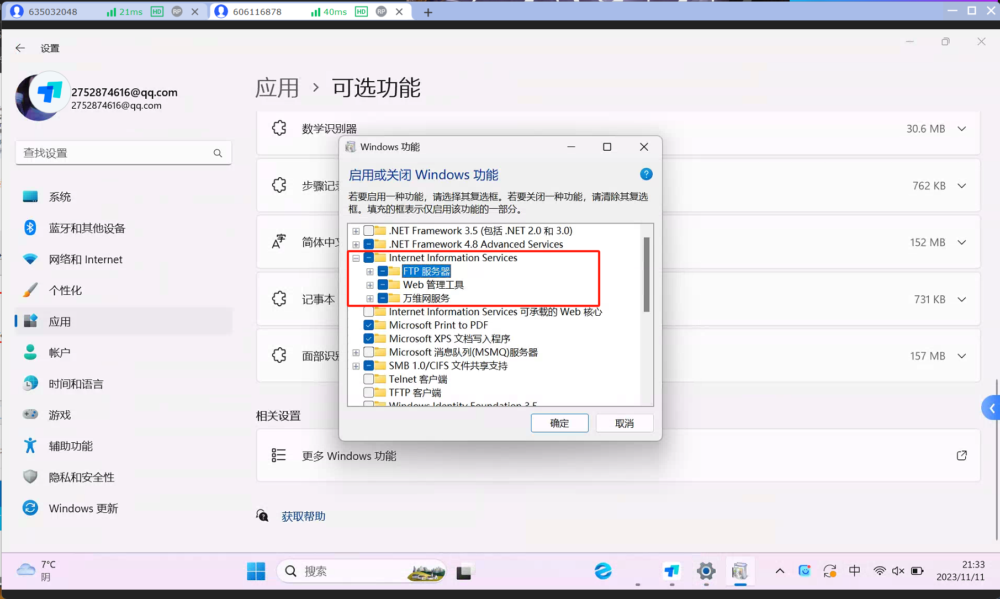 635032048
21ms
HD
RP
606116878
40ms
HD
RP
设置
2752874616@qq.com
2752874616@qq.com
查找设置
系统
蓝牙和其他设备
网络和 Internet
个性化
应用
帐户
时间和语言
游戏
辅助功能
隐私和安全性
Windows 更新
应用 > 可选功能
数学识别器
30.6 MB
步骤记录
762 KB
简体中文
152 MB
记事本
731 KB
面部识别
157 MB
相关设置
更多 Windows 功能
获取帮助
Windows 功能
启用或关闭 Windows 功能
若要启用一种功能，请选择其复选框。若要关闭一种功能，请清除其复选
框。填充的框表示仅启用该功能的一部分。
.NET Framework 3.5 (包括 .NET 2.0 和 3.0)
.NET Framework 4.8 Advanced Services
Internet Information Services
FTP 服务器
Web 管理工具
万维网服务
Internet Information Services 可承载的 Web 核心
Microsoft Print to PDF
Microsoft XPS 文档写入程序
Microsoft 消息队列(MSMQ)服务器
SMB 1.0/CIFS 文件共享支持
Telnet 客户端
TFTP 客户端
Windows Identity Foundation 3.5
确定
取消
7°C
阴
搜索
中
21:33
2023/11/11